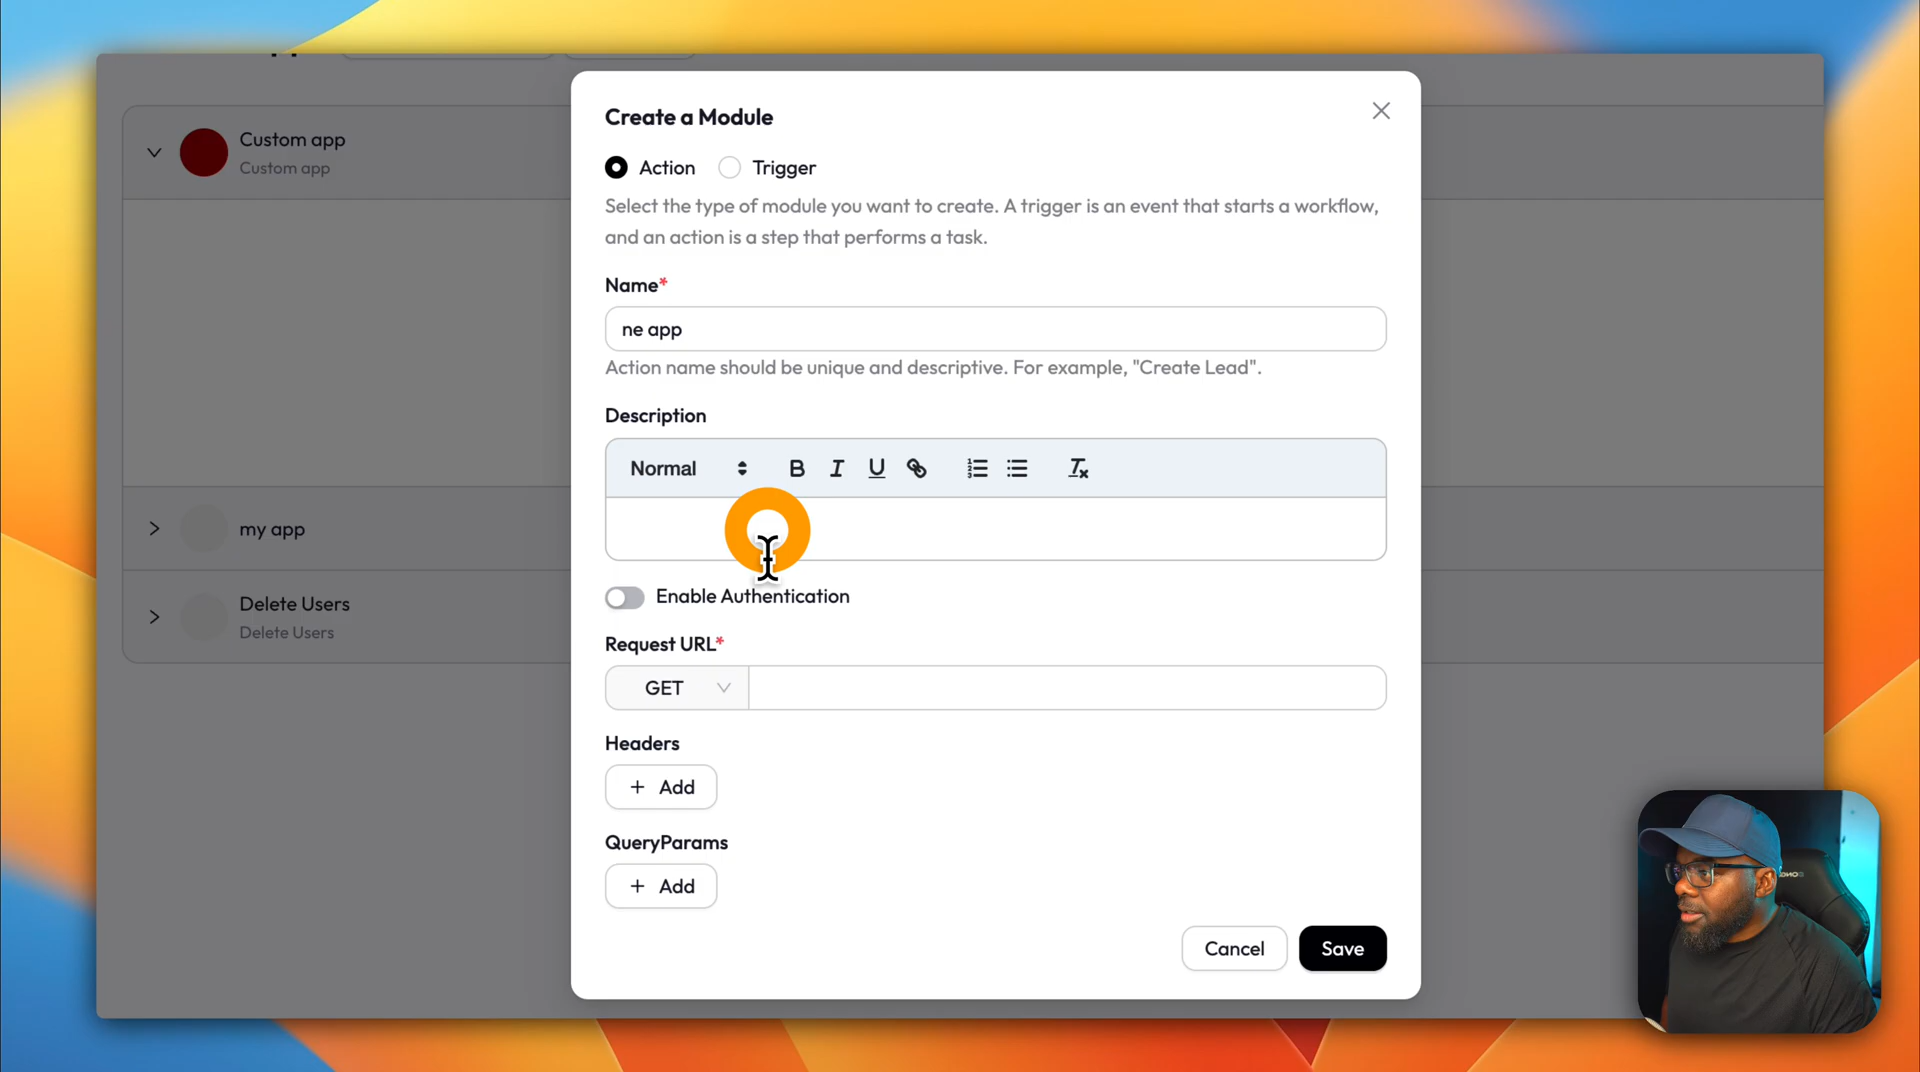 Create a Module
Custom app
Custom app
Action
Trigger
Select the type of module you want to create. A trigger is an event that starts a workflow,
and an action is a step that performs a task.
Name*
ne app
Action name should be unique and descriptive. For example, "Create Lead".
Description
Normal
B I U
my app
Enable Authentication
Delete Users
Delete Users
Request URL*
GET
Headers
+ Add
QueryParams
+ Add
Cancel
Save